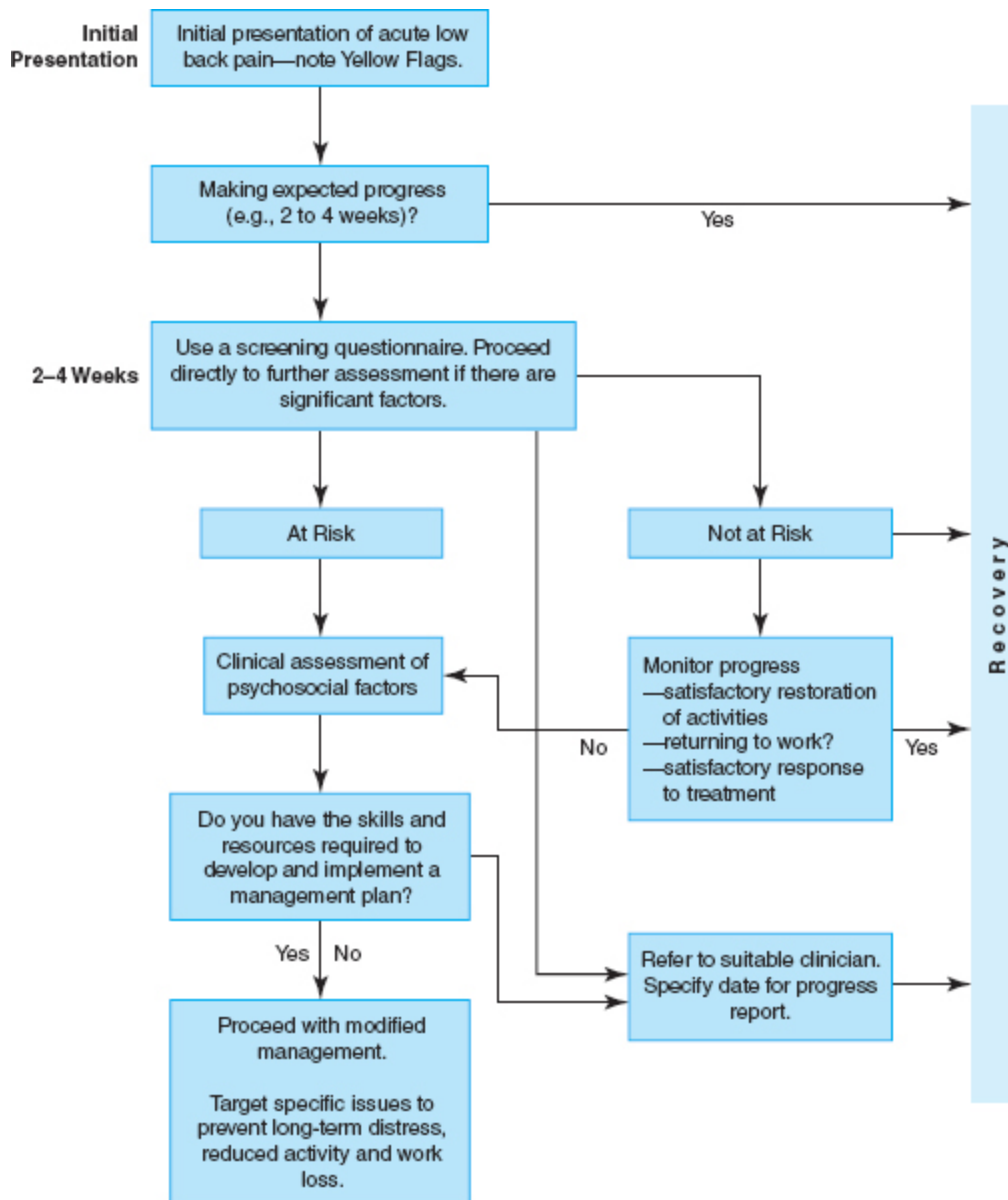 Initial
Presentation
Initial presentation of acute low
back pain—note Yellow Flags.
Making expected progress
(e.g., 2 to 4 weeks)?
Yes
2–4 Weeks
Use a screening questionnaire. Proceed
directly to further assessment if there are
significant factors.
At Risk
Not at Risk
Clinical assessment of
psychosocial factors
Monitor progress
—satisfactory restoration
of activities
—returning to work?
—satisfactory response
to treatment
No
Yes
Do you have the skills and
resources required to
develop and implement a
management plan?
Yes
No
Refer to suitable clinician.
Specify date for progress
report.
Proceed with modified
management.
Target specific issues to
prevent long-term distress,
reduced activity and work
loss.
Recovery